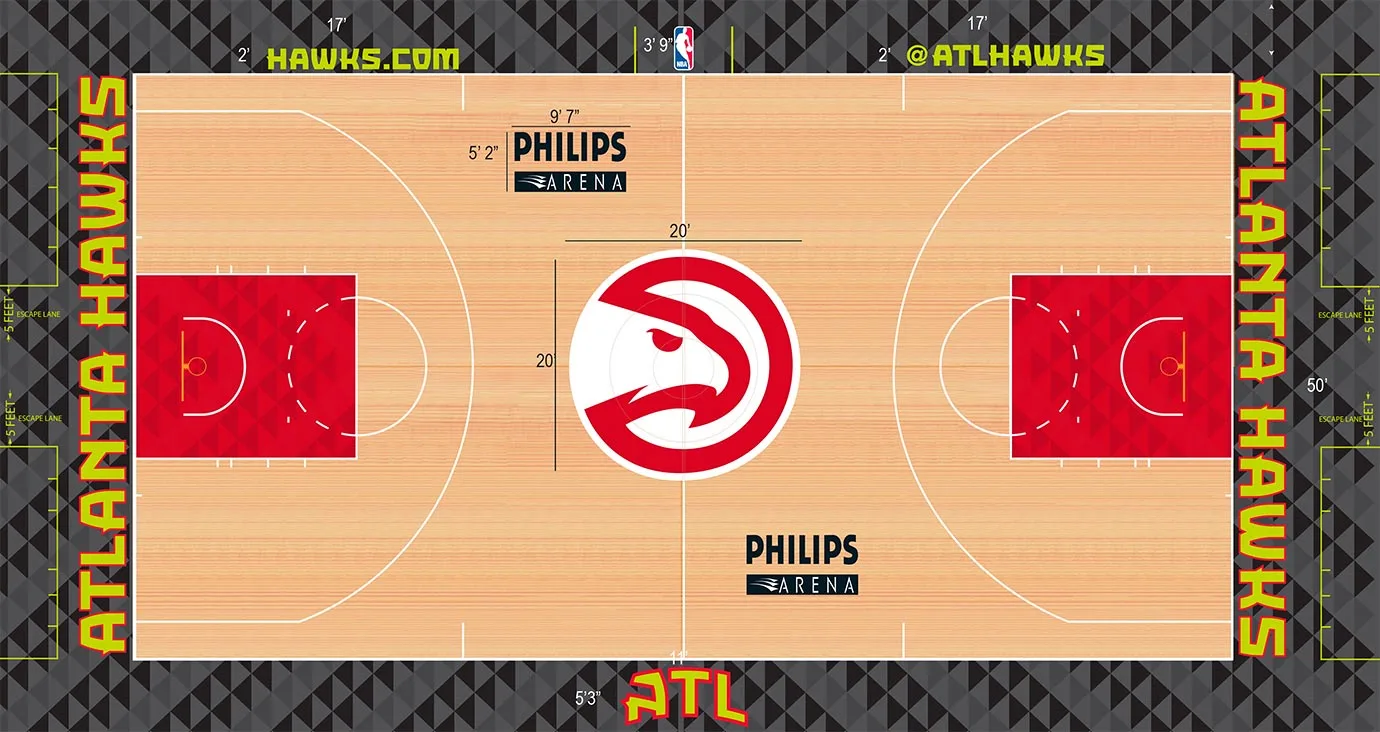 17’
17’
2’
HAWKS.COM
3’ 9”
NBA
2’
@ATLHAWKS
9’ 7”
5’ 2”
PHILIPS
ARENA
20’
20’
ATLANTA HAWKS
ATLANTA HAWKS
5 FEET
ESCAPE LANE
5 FEET
ESCAPE LANE
ESCAPE LANE
5 FEET
50’
ESCAPE LANE
5 FEET
PHILIPS
ARENA
11’
5’3”
ATL